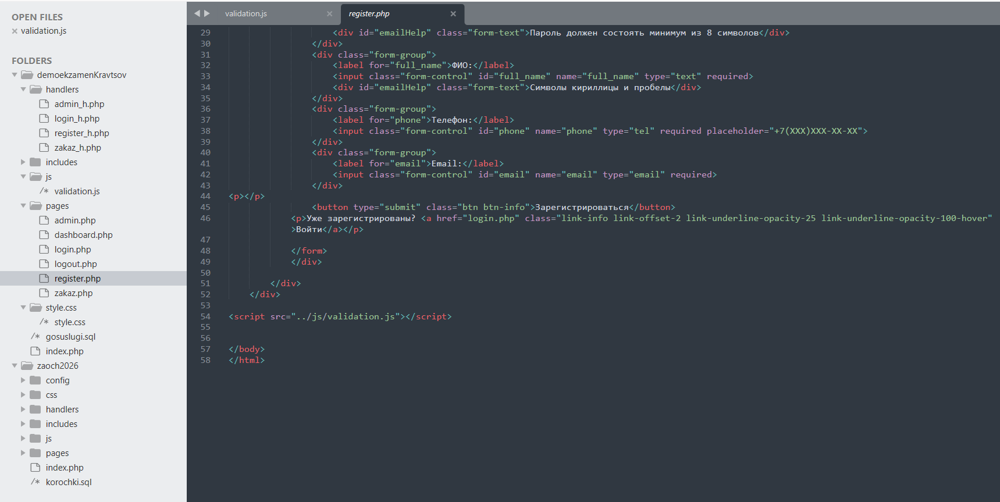 OPEN FILES
validation.js
FOLDERS
demoekzamenKravtsov
handlers
admin_h.php
login_h.php
register_h.php
zakaz_h.php
includes
js
/* validation.js
pages
admin.php
dashboard.php
login.php
logout.php
register.php
zakaz.php
style.css
/* style.css
/* gosuslugi.sql
index.php
zaoch2026
config
css
handlers
includes
js
pages
index.php
/* korochki.sql
validation.js
register.php
29 <div id="emailHelp" class="form-text">Пароль должен состоять минимум из 8 символов</div>
30 </div>
31 <div class="form-group">
32 <label for="full_name">ФИО:</label>
33 <input class="form-control" id="full_name" name="full_name" type="text" required>
34 <div id="emailHelp" class="form-text">Символы кириллицы и пробелы</div>
35 </div>
36 <div class="form-group">
37 <label for="phone">Телефон:</label>
38 <input class="form-control" id="phone" name="phone" type="tel" required placeholder="+7(XXX)XXX-XX-XX">
39 </div>
40 <div class="form-group">
41 <label for="email">Email:</label>
42 <input class="form-control" id="email" name="email" type="email" required>
43 </div>
44 <p></p>
45 <button type="submit" class="btn btn-info">Зарегистрироваться</button>
46 <p>Уже зарегистрированы? <a href="login.php" class="link-info link-offset-2 link-underline-opacity-25 link-underline-opacity-100-hover"
>Войти</a></p>
47
48 </form>
49 </div>
50
51 </div>
52 </div>
53
54 <script src="../js/validation.js"></script>
55
56
57 </body>
58 </html>